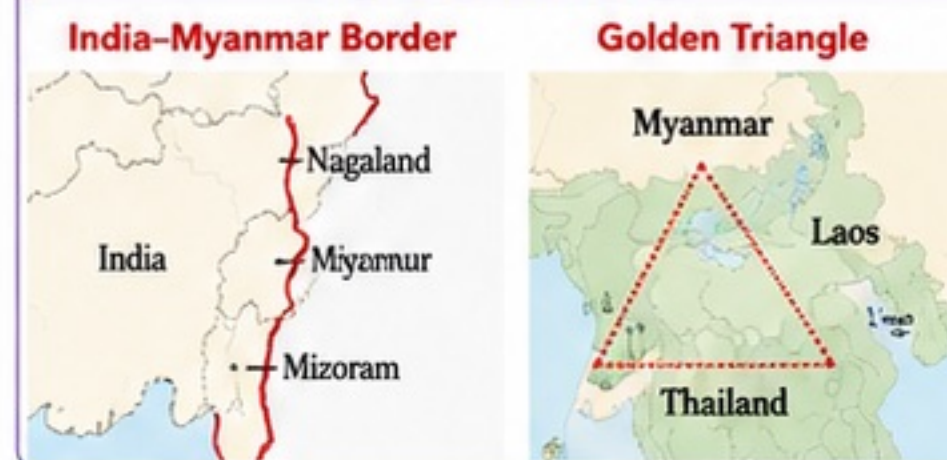 India–Myanmar Border
Nagaland
India
Miyamur
Mizoram
Golden Triangle
Myanmar
Laos
Thailand